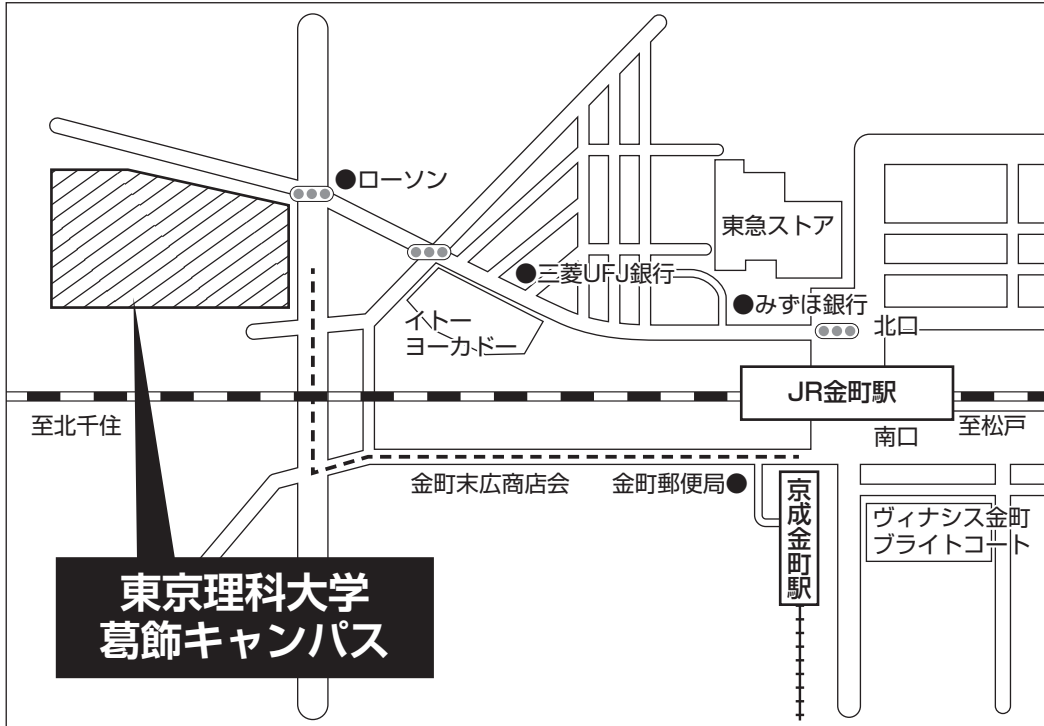 ローソン
東急ストア
三菱UFJ銀行
みずほ銀行
イトー
ヨーカドー
北口
JR金町駅
至北千住
南口
至松戸
金町末広商店会
金町郵便局
京成金町駅
ヴィナシス金町
ブライトコート
東京理科大学
葛飾キャンパス